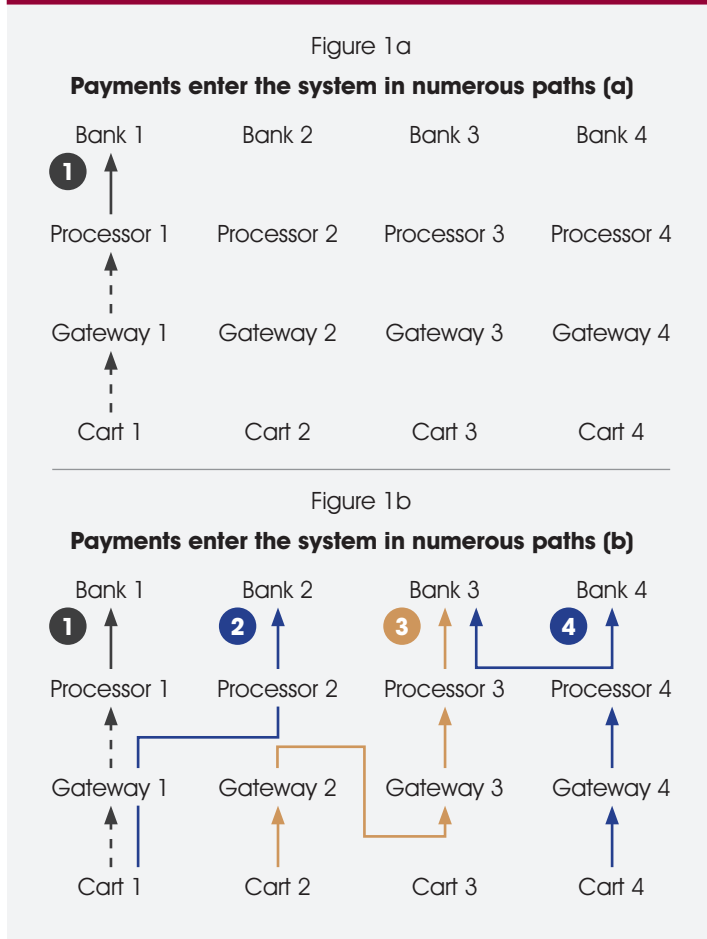 Figure 1a
Payments enter the system in numerous paths (a)
Bank 1 Bank 2 Bank 3 Bank 4
1
Processor 1 Processor 2 Processor 3 Processor 4
Gateway 1 Gateway 2 Gateway 3 Gateway 4
Cart 1 Cart 2 Cart 3 Cart 4
Figure 1b
Payments enter the system in numerous paths (b)
Bank 1 Bank 2 Bank 3 Bank 4
1 2 3 4
Processor 1 Processor 2 Processor 3 Processor 4
Gateway 1 Gateway 2 Gateway 3 Gateway 4
Cart 1 Cart 2 Cart 3 Cart 4